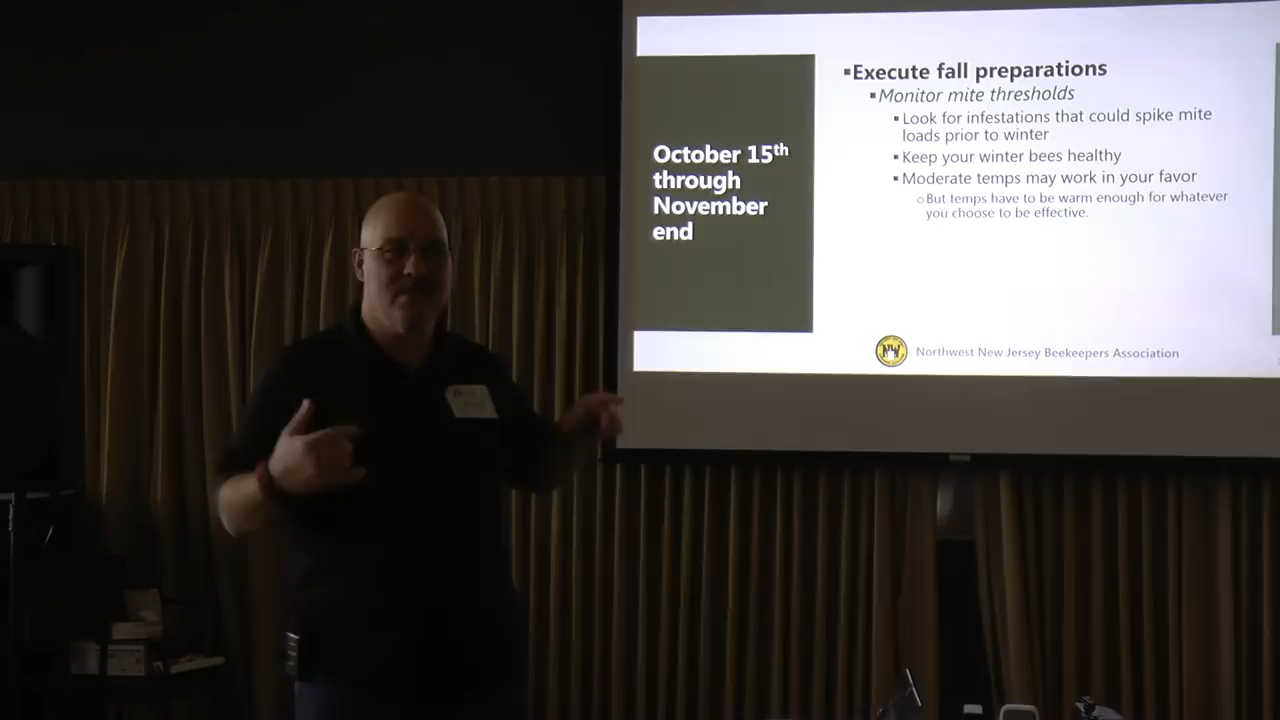 October 15th
through
November
end
▪Execute fall preparations
▪Monitor mite thresholds
▪Look for infestations that could spike mite
loads prior to winter
▪Keep your winter bees healthy
▪Moderate temps may work in your favor
○But temps have to be warm enough for whatever
you choose to be effective.
Northwest New Jersey Beekeepers Association